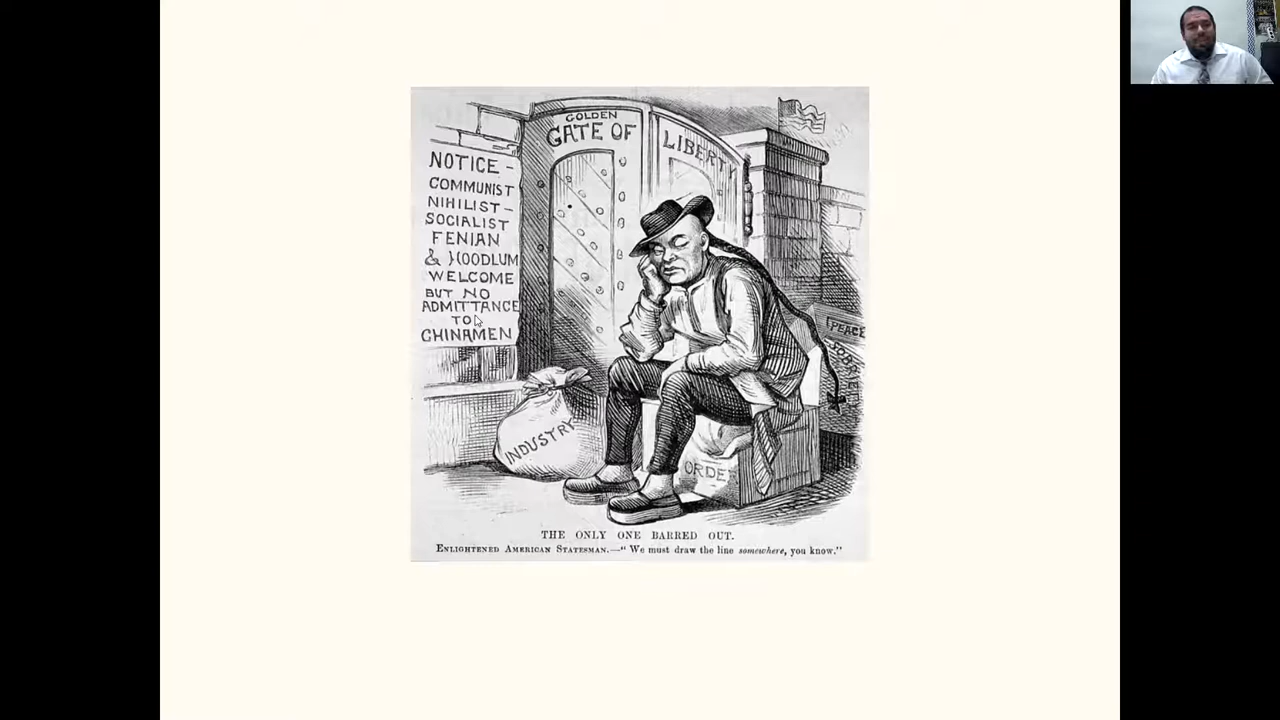 GOLDEN
GATE OF
LIBERTY
NOTICE -
COMMUNIST
NIHILIST -
SOCIALIST
FENIAN
& HOODLUM
WELCOME
BUT NO
ADMITTANCE
TO
CHINAMEN
PEACE
SOBRIETY
INDUSTRY
ORDER
THE ONLY ONE BARRED OUT.
ENLIGHTENED AMERICAN STATESMAN.—"We must draw the line somewhere, you know."